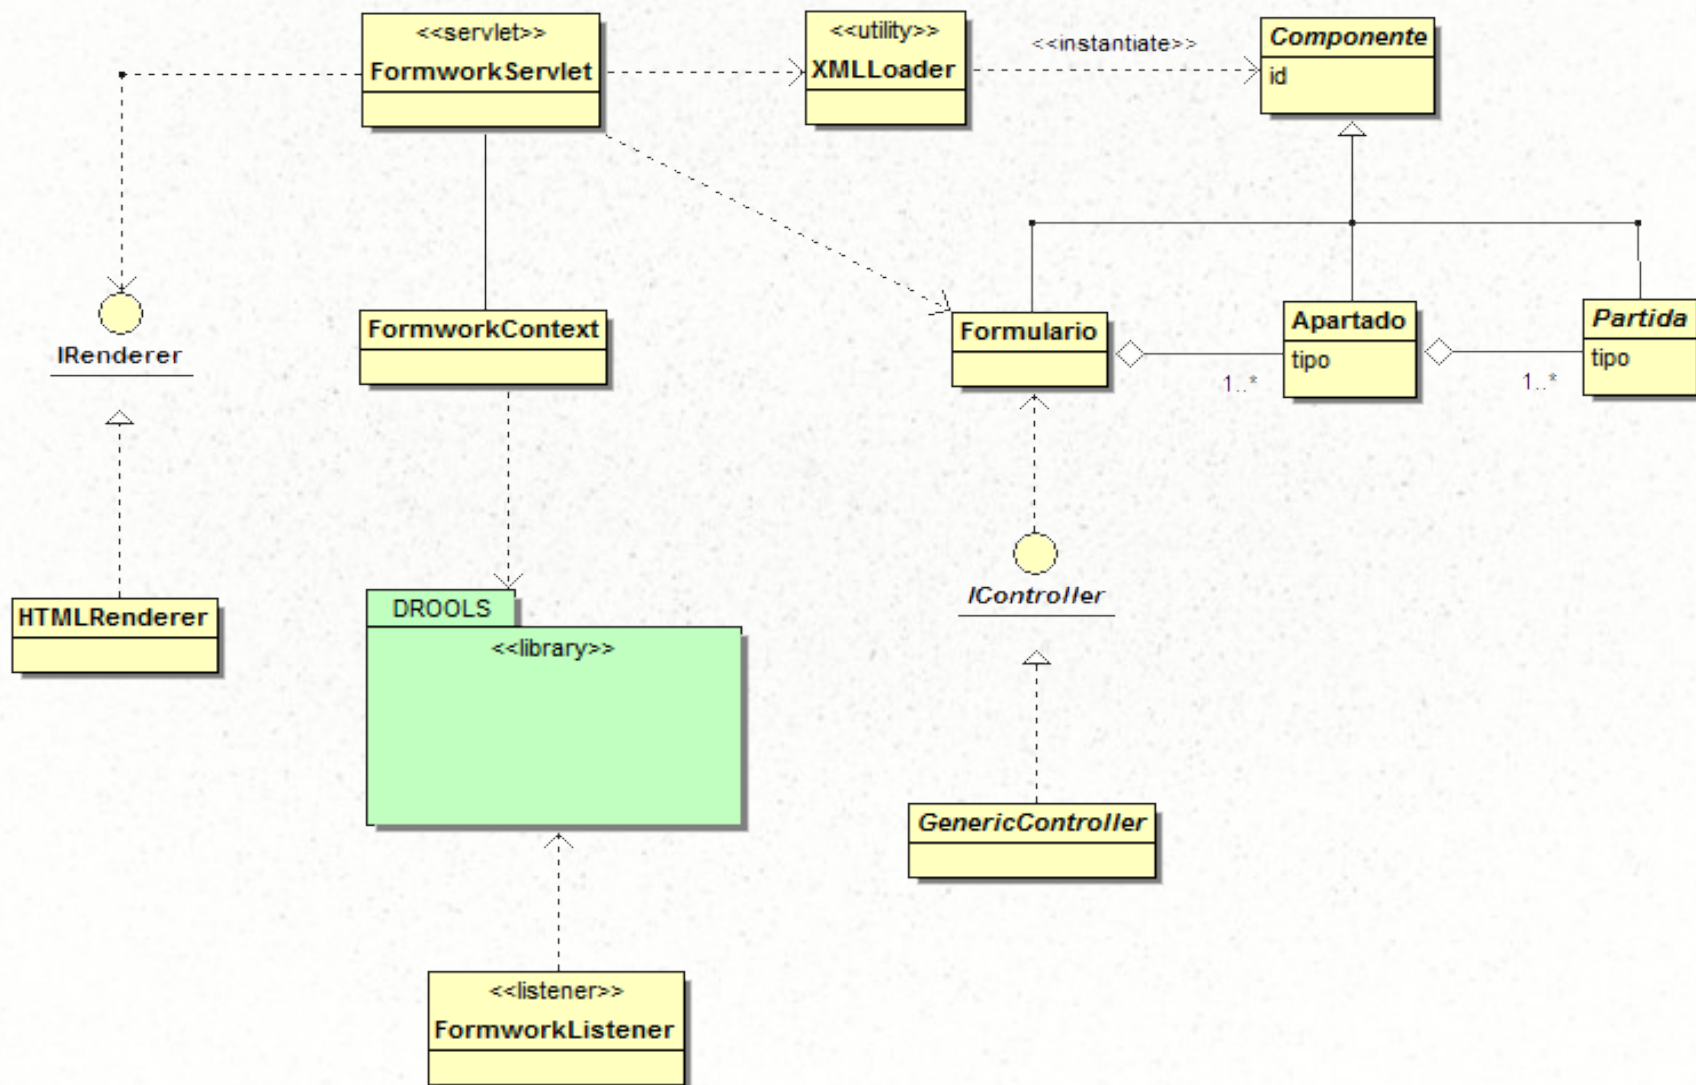 <<servlet>>
FormworkServlet
<<utility>>
XMLLoader
<<instantiate>>
Componente
id
IRenderer
FormworkContext
Formulario
1..*
Apartado
tipo
1..*
Partida
tipo
HTMLRenderer
DROOLS
<<library>>
IController
GenericController
<<listener>>
FormworkListener